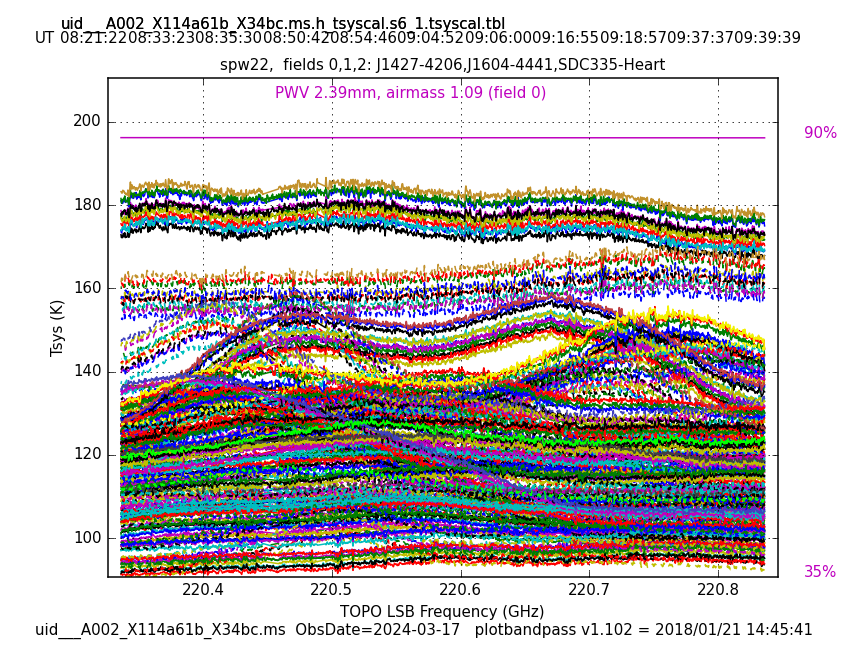 uid___A002_X114a61b_X34bc.ms.h_tsyscal.s6_1.tsyscal.tbl
UT 08:21:22 08:33:23 08:35:30 08:50:42 08:54:46 09:04:52 09:06:00 09:16:55 09:18:57 09:37:37 09:39:39
spw22, fields 0,1,2: J1427-4206,J1604-4441,SDC335-Heart
PWV 2.39mm, airmass 1.09 (field 0)
90%
200
180
160
140
120
100
Tsys (K)
35%
220.4 220.5 220.6 220.7 220.8
TOPO LSB Frequency (GHz)
uid___A002_X114a61b_X34bc.ms ObsDate=2024-03-17 plotbandpass v1.102 = 2018/01/21 14:45:41